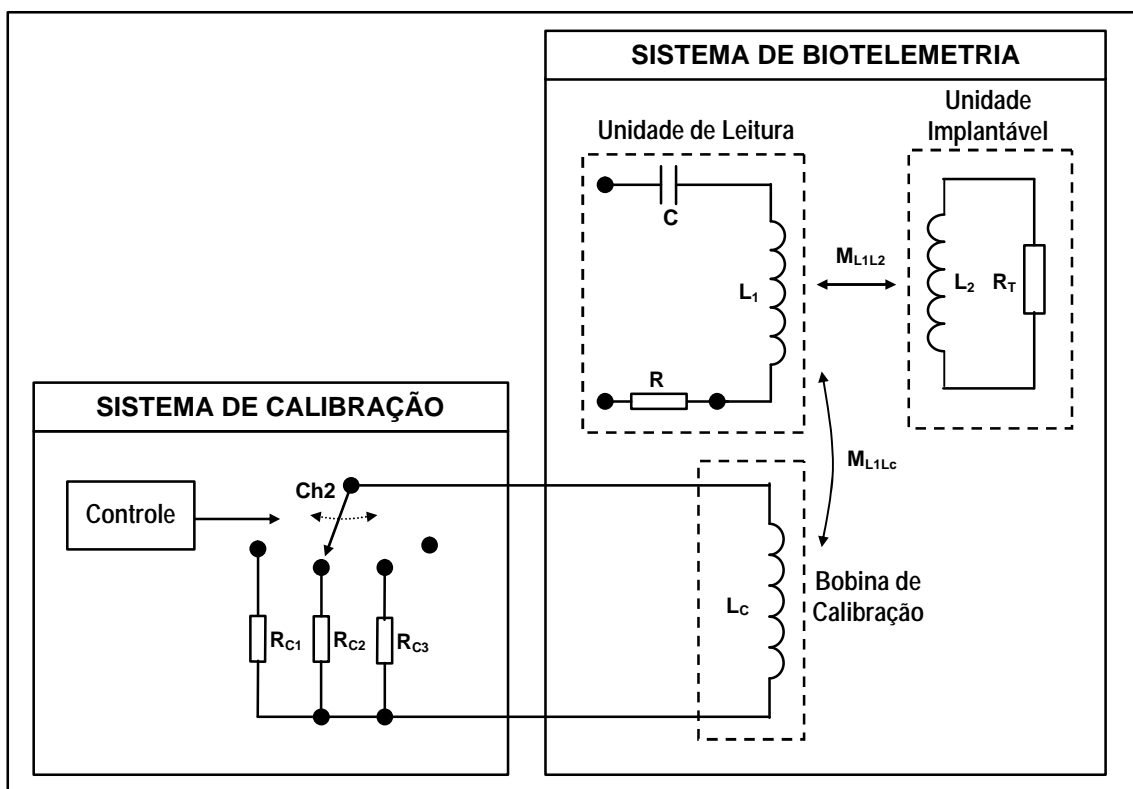 SISTEMA DE BIOTELEMETRIA
Unidade de Leitura
Unidade
Implantável
C
L1
R
ML1L2
L2
RT
ML1Lc
SISTEMA DE CALIBRAÇÃO
Controle
Ch2
RC1
RC2
RC3
LC
Bobina de
Calibração